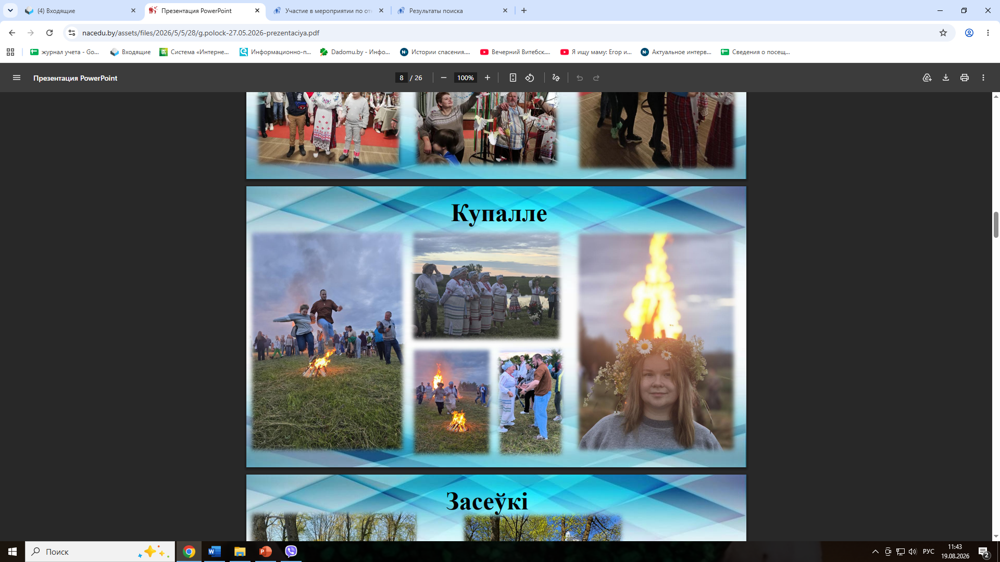 (4) Входящие
Презентация PowerPoint
Участие в мероприятии по от
Результаты поиска
nacedu.by/assets/files/2026/5/5/28/g.polock-27.05.2026-prezentaciya.pdf
журнал учета - Go...
Входящие
Система «Интерне...
Информационно-п...
Dadomu.by - Инфо...
Истории спасения....
Вечерний Витебск....
Я ищу маму: Егор и...
Актуальное интерв...
Сведения о посещ...
Презентация PowerPoint
8 / 26
100%
Купалле
Засеўкі
Поиск
РУС
11:43
19.08.2026
2